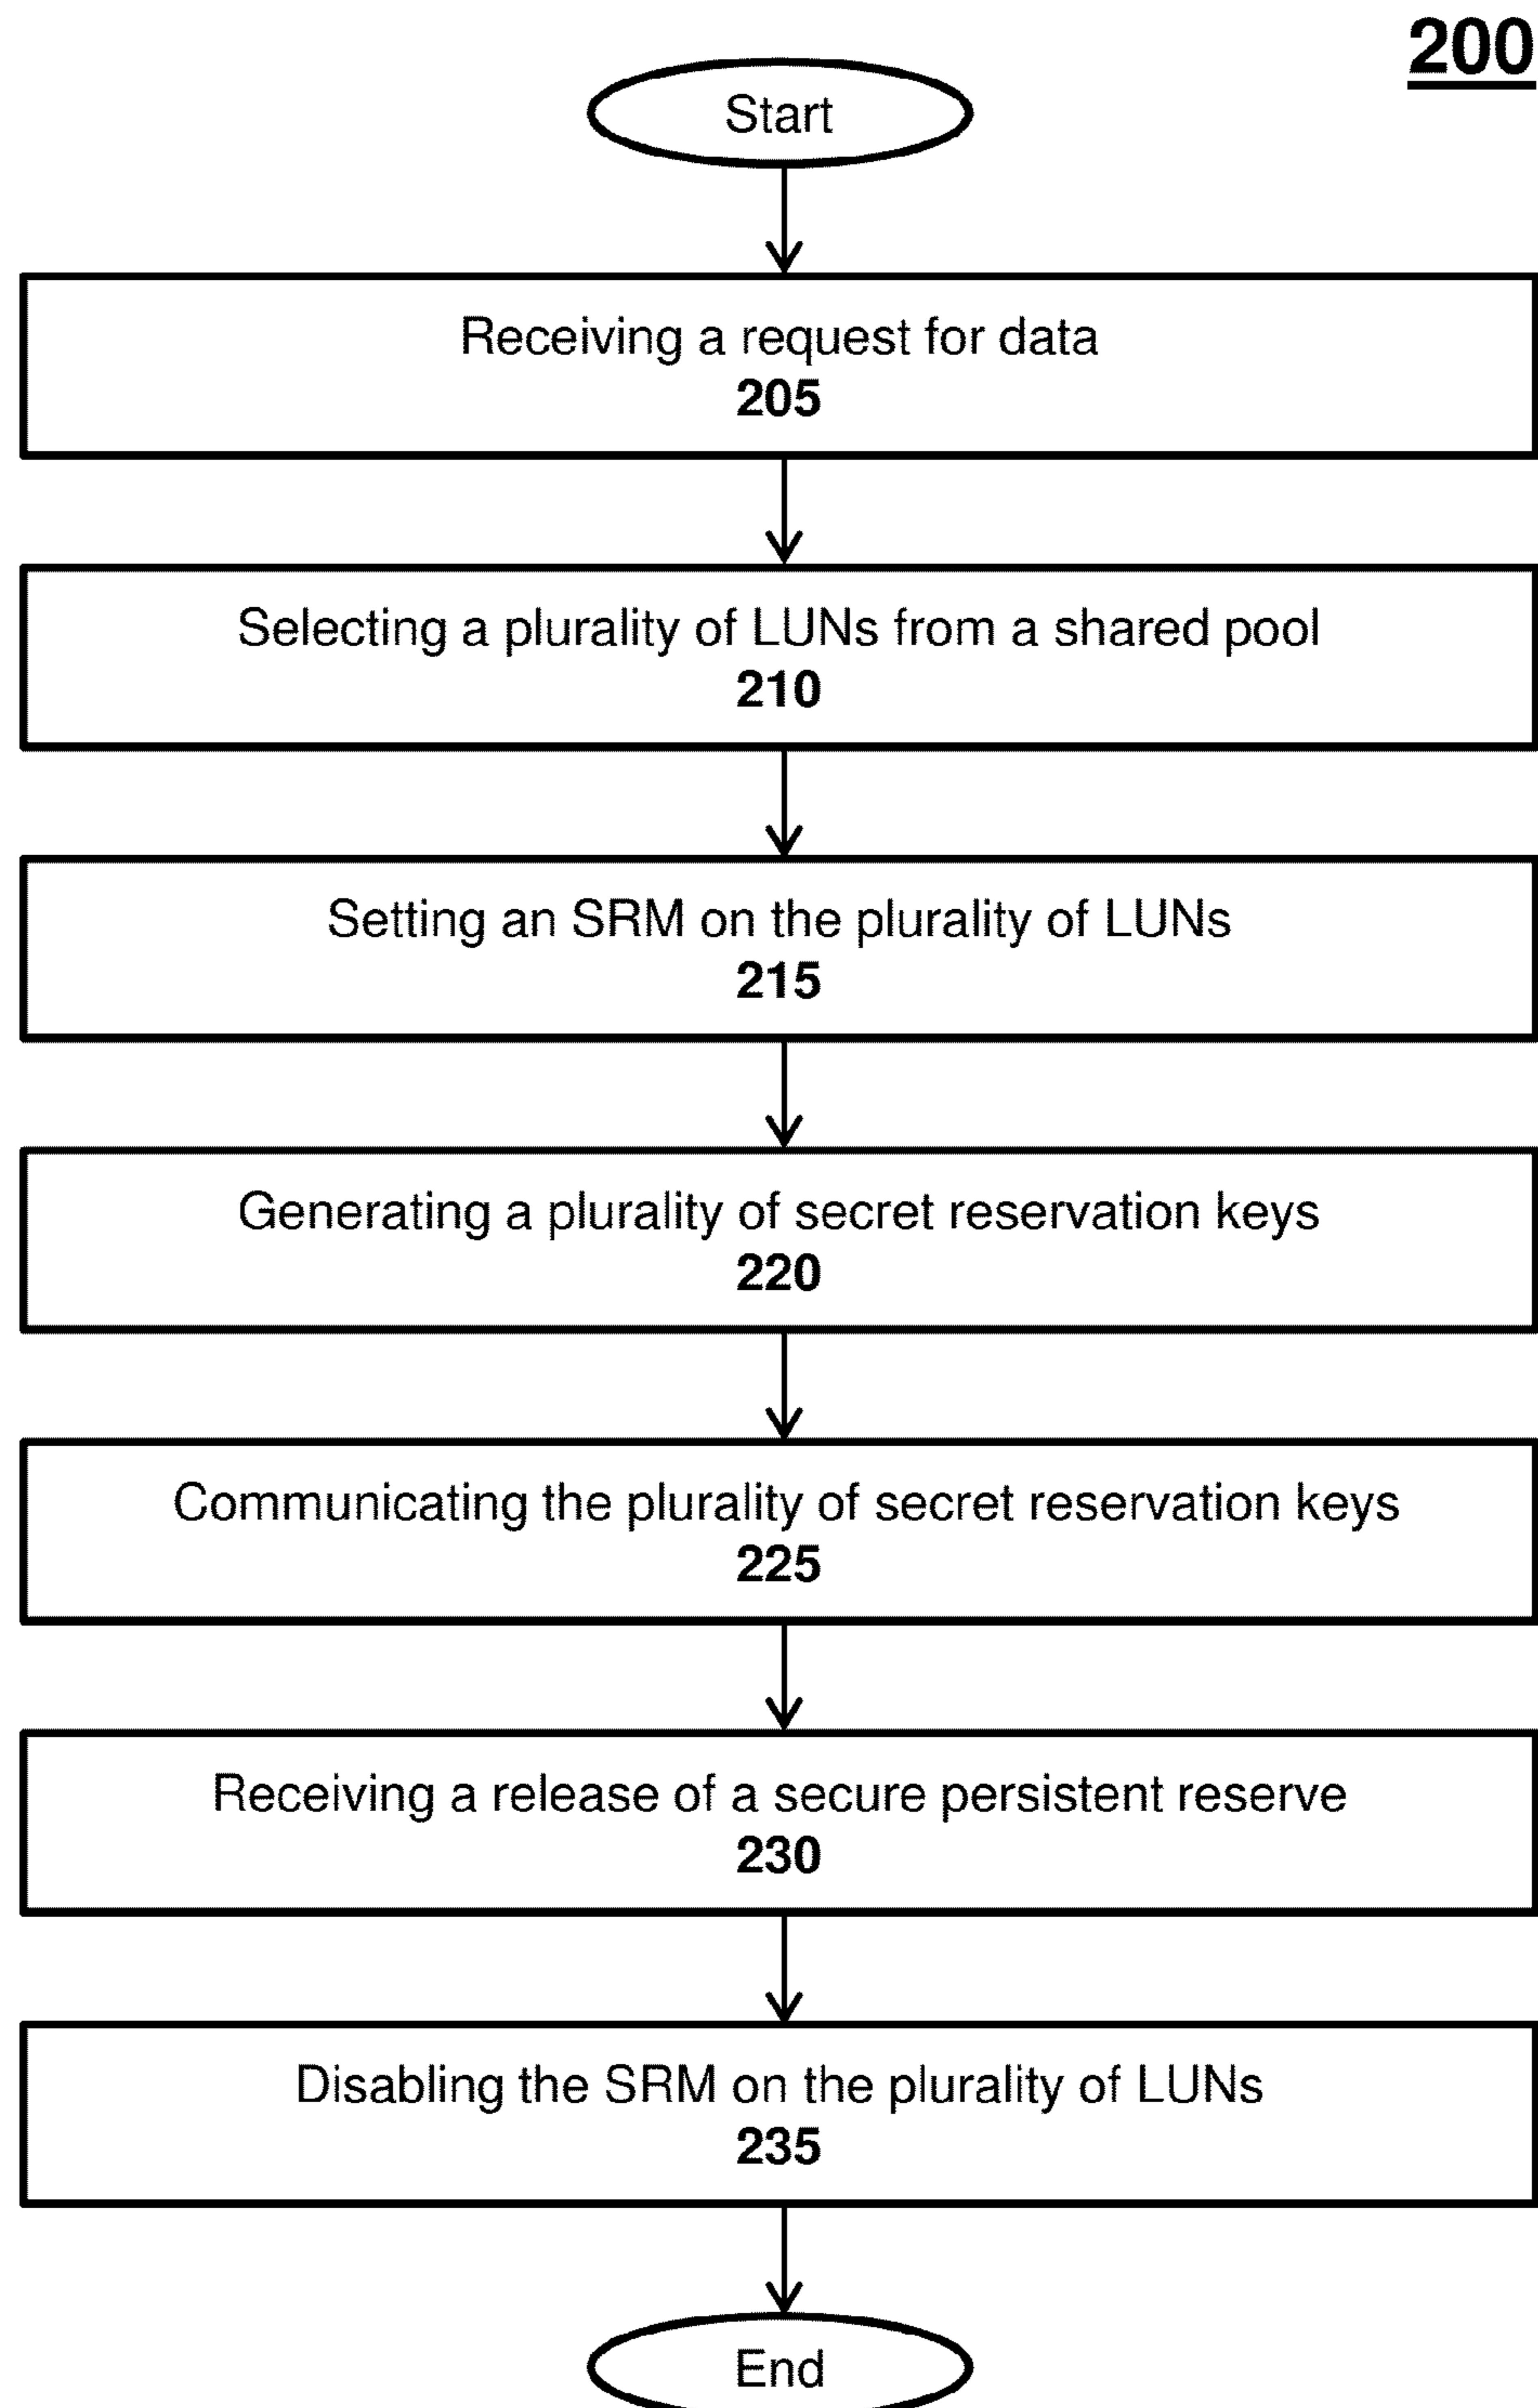 200
Start
Receiving a request for data
205
Selecting a plurality of LUNs from a shared pool
210
Setting an SRM on the plurality of LUNs
215
Generating a plurality of secret reservation keys
220
Communicating the plurality of secret reservation keys
225
Receiving a release of a secure persistent reserve
230
Disabling the SRM on the plurality of LUNs
235
End